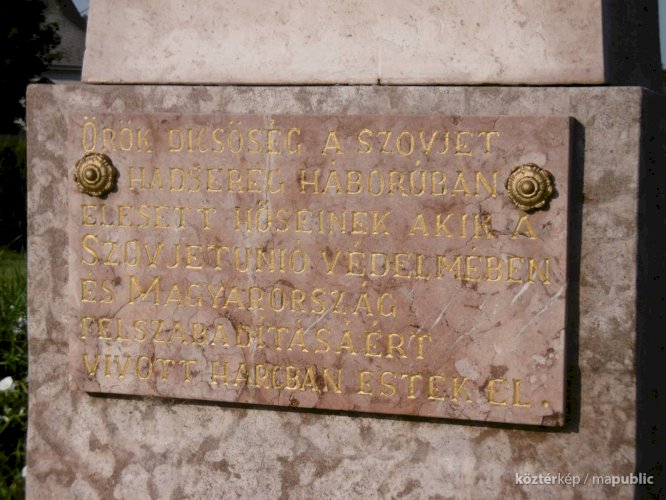 ÖRÖK DICSŐSÉG A SZOVJET
HADSEREG HÁBORÚBAN
ELESETT HŐSEINEK AKIK A
SZOVJETUNIÓ VÉDELMÉBEN
ÉS MAGYARORSZÁG
FELSZABADÍTÁSÁÉRT
VÍVOTT HARCBAN ESTEK EL.
köztérkép / mapublic